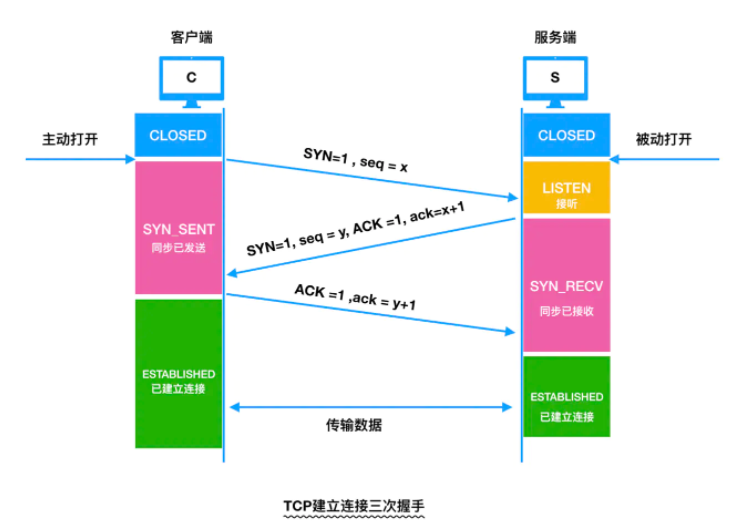 客户端
服务端
C
S
主动打开
CLOSED
CLOSED
被动打开
SYN=1 , seq = x
LISTEN
接听
SYN_SENT
同步已发送
SYN=1, seq = y, ACK =1, ack=x+1
SYN_RECV
同步已接收
ACK =1 ,ack = y+1
ESTABLISHED
已建立连接
ESTABLISHED
已建立连接
传输数据
TCP建立连接三次握手